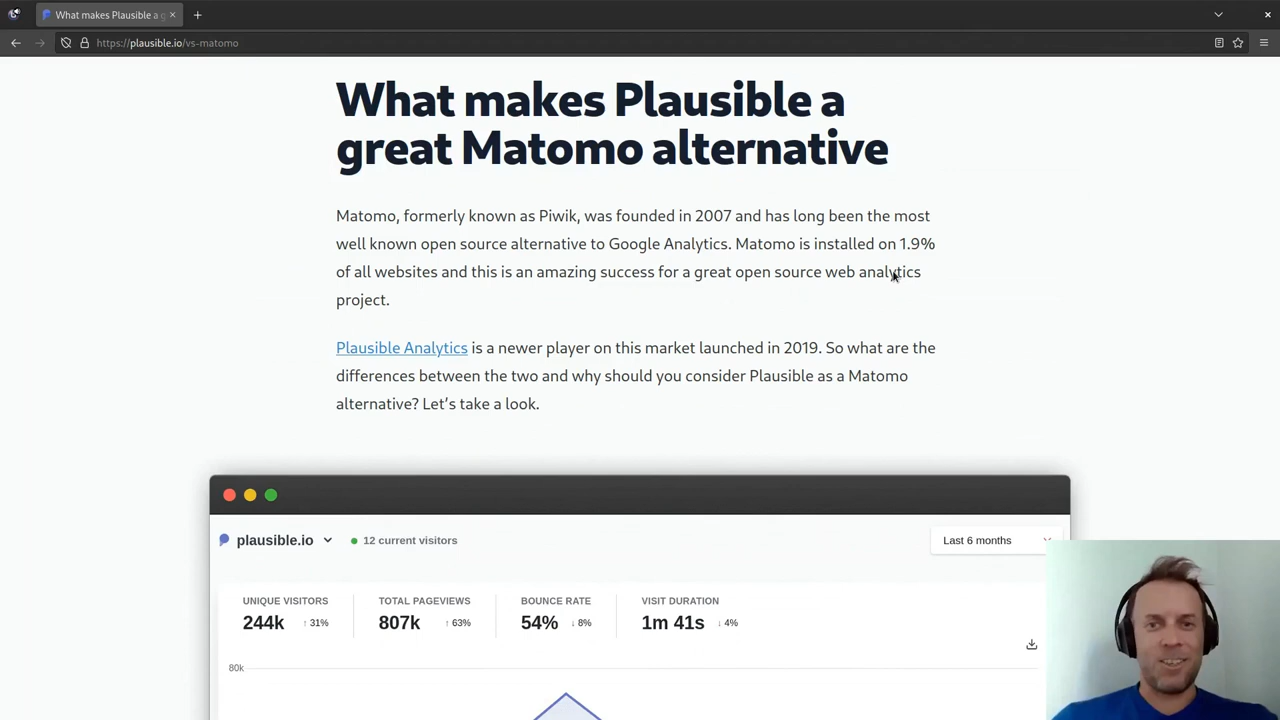 What makes Plausible a g
https://plausible.io/vs-matomo
What makes Plausible a
great Matomo alternative
Matomo, formerly known as Piwik, was founded in 2007 and has long been the most
well known open source alternative to Google Analytics. Matomo is installed on 1.9%
of all websites and this is an amazing success for a great open source web analytics
project.
Plausible Analytics is a newer player on this market launched in 2019. So what are the
differences between the two and why should you consider Plausible as a Matomo
alternative? Let’s take a look.
plausible.io 12 current visitors Last 6 months
UNIQUE VISITORS TOTAL PAGEVIEWS BOUNCE RATE VISIT DURATION
244k ↑ 31% 807k ↑ 63% 54% ↓ 8% 1m 41s ↓ 4%
80k